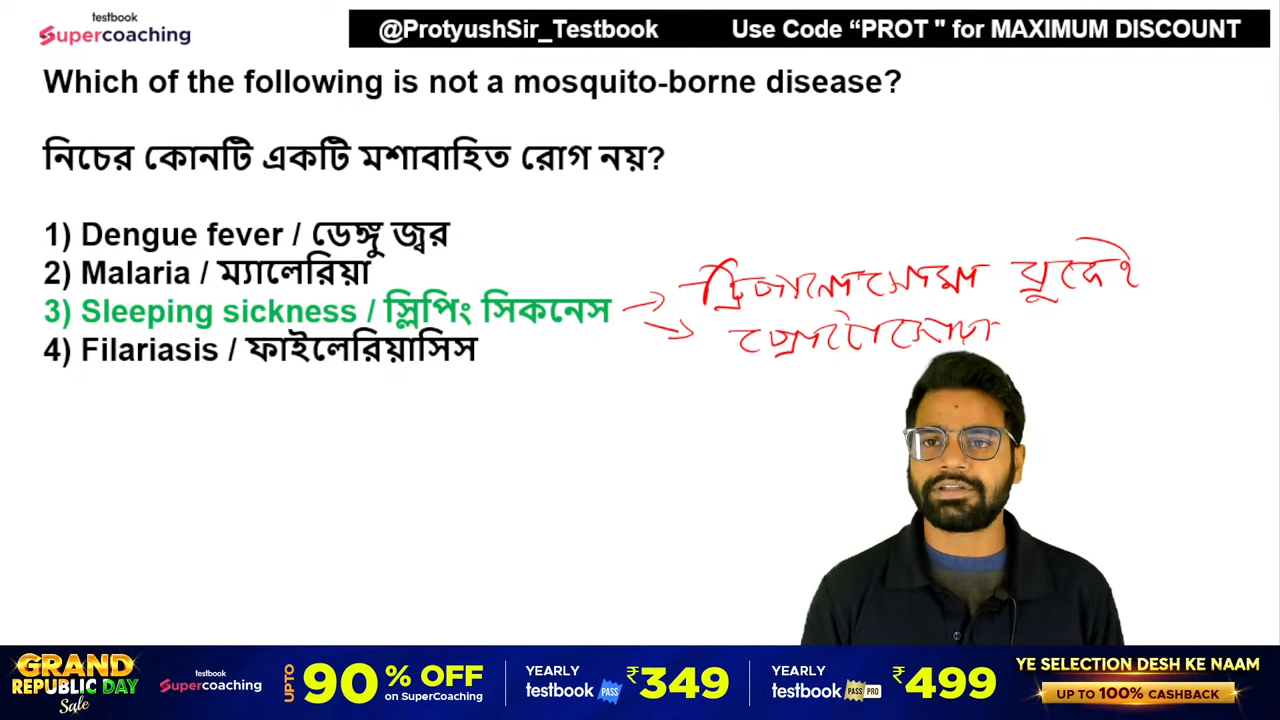 testbook
Supercoaching
@ProtyushSir_Testbook Use Code “PROT " for MAXIMUM DISCOUNT
Which of the following is not a mosquito-borne disease?
নিচের কোনটি একটি মশাবাহিত রোগ নয়?
1) Dengue fever / ডেঙ্গু জ্বর
2) Malaria / ম্যালেরিয়া
3) Sleeping sickness / স্লিপিং সিকনেস
4) Filariasis / ফাইলেরিয়াসিস
GRAND
REPUBLIC DAY
Sale
testbook
Supercoaching
UPTO 90% OFF
on SuperCoaching
YEARLY
testbook PASS
₹349
YEARLY
testbook PASS PRO
₹499
YE SELECTION DESH KE NAAM
UP TO 100% CASHBACK